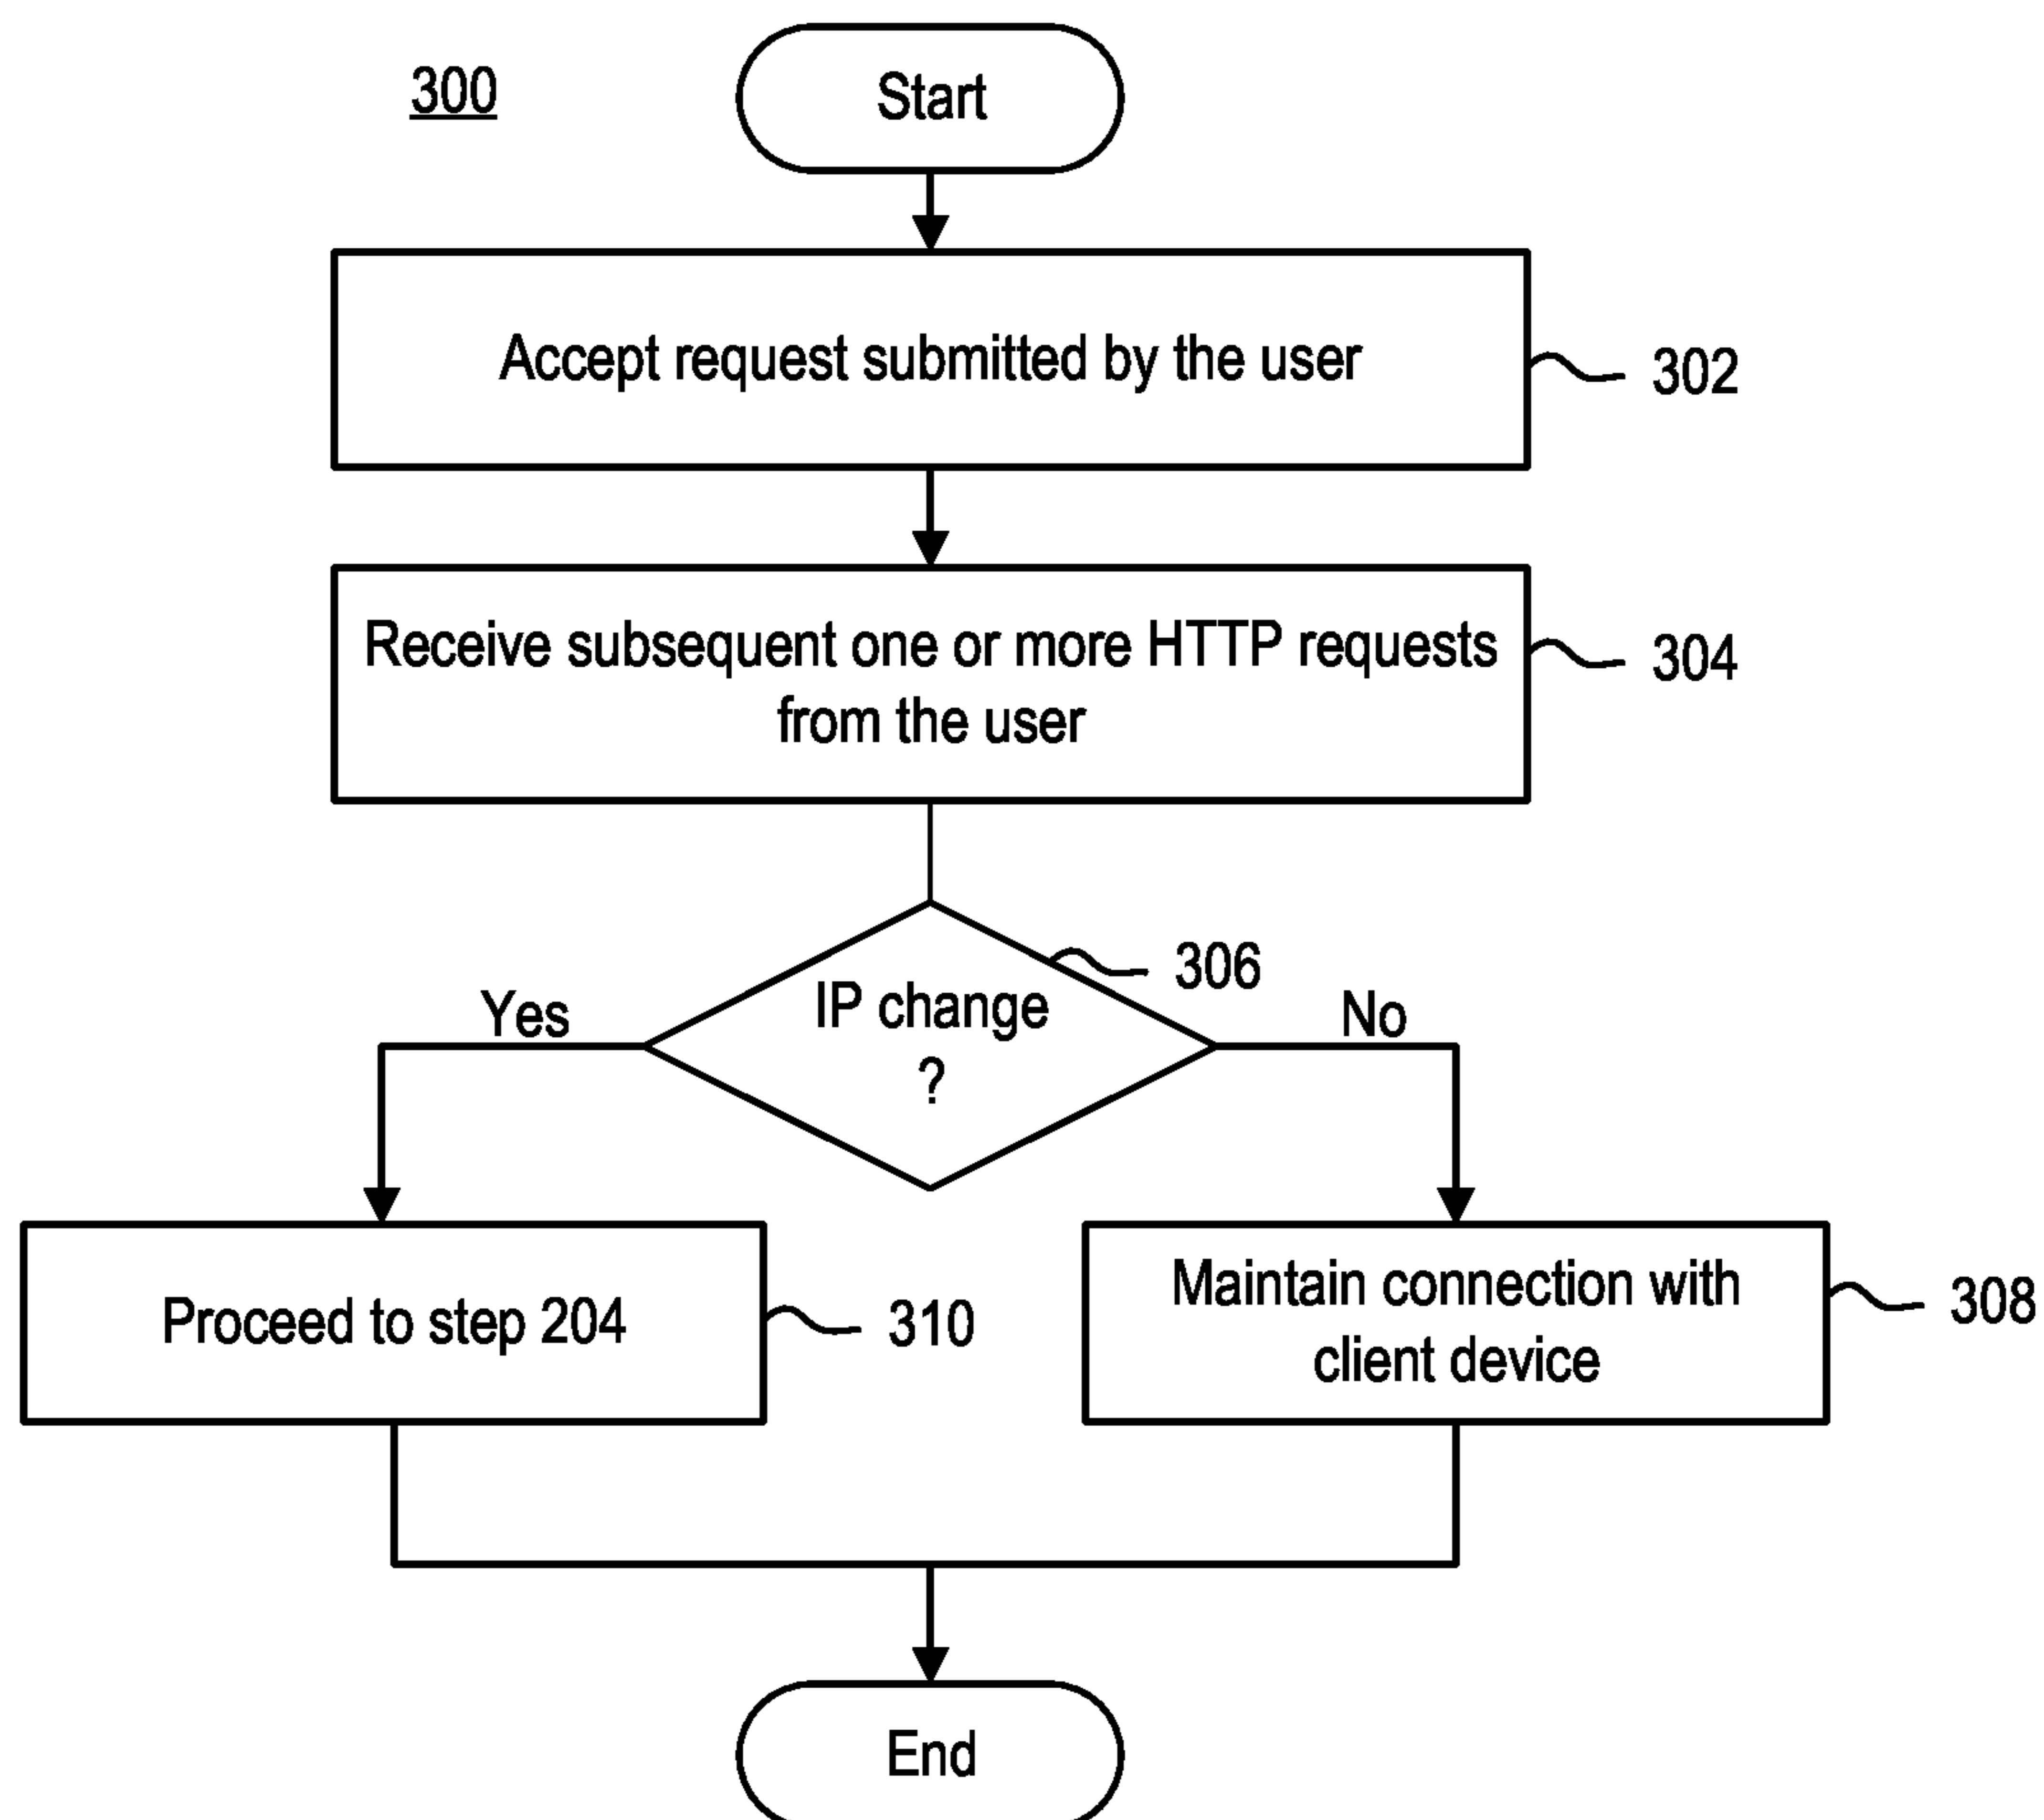 300
Start
Accept request submitted by the user
302
Receive subsequent one or more HTTP requests
from the user
304
306
IP change
?
Yes
No
Proceed to step 204
310
Maintain connection with
client device
308
End